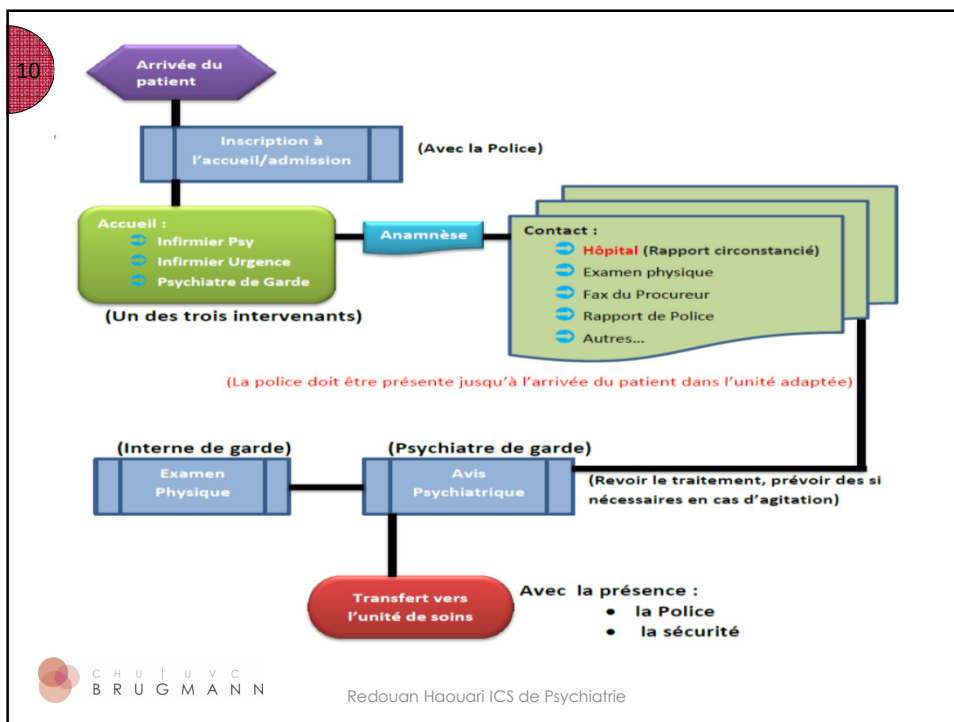 10
Arrivée du
patient
Inscription à
l'accueil/admission
(Avec la Police)
Accueil :
Infirmier Psy
Infirmier Urgence
Psychiatre de Garde
(Un des trois intervenants)
Anamnèse
Contact :
Hôpital (Rapport circonstancié)
Examen physique
Fax du Procureur
Rapport de Police
Autres...
(La police doit être présente jusqu'à l'arrivée du patient dans l'unité adaptée)
(Interne de garde)
Examen
Physique
(Psychiatre de garde)
Avis
Psychiatrique
(Revoir le traitement, prévoir des si
nécessaires en cas d'agitation)
Transfert vers
l'unité de soins
Avec la présence :
• la Police
• la sécurité
CHU | UVC
BRUGMANN
Redouan Haouari ICS de Psychiatrie